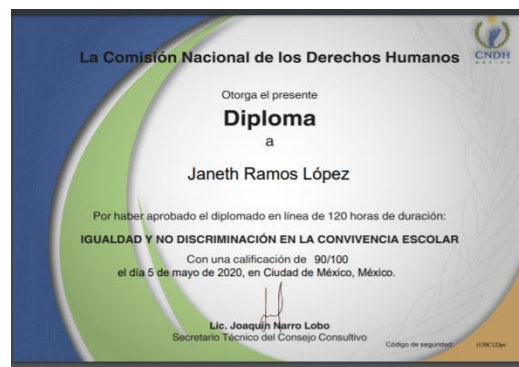 CNDH
MÉXICO
La Comisión Nacional de los Derechos Humanos
Otorga el presente
Diploma
a
Janeth Ramos López
Por haber aprobado el diplomado en línea de 120 horas de duración:
IGUALDAD Y NO DISCRIMINACIÓN EN LA CONVIVENCIA ESCOLAR
Con una calificación de 90/100
el día 5 de mayo de 2020, en Ciudad de México, México.
Lic. Joaquín Narro Lobo
Secretario Técnico del Consejo Consultivo
Código de seguridad: